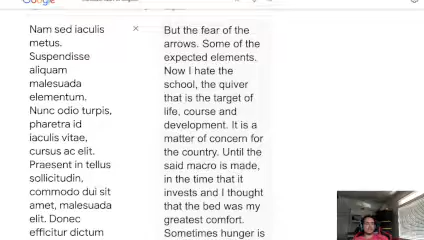 Google
Nam sed iaculis
metus.
Suspendisse
aliquam
malesuada
elementum.
Nunc odio turpis,
pharetra id
iaculis vitae,
cursus ac elit.
Praesent in tellus
sollicitudin,
commodo dui sit
amet, malesuada
elit. Donec
efficitur dictum
But the fear of the
arrows. Some of the
expected elements.
Now I hate the
school, the quiver
that is the target of
life, course and
development. It is a
matter of concern for
the country. Until the
said macro is made,
in the time that it
invests and I thought
that the bed was my
greatest comfort.
Sometimes hunger is